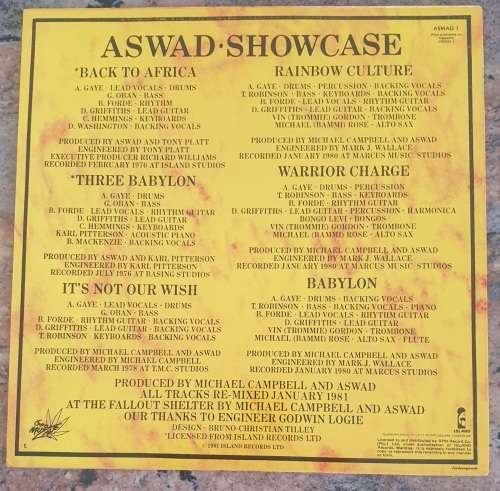 ASWAD 1
ASWAD·SHOWCASE
*BACK TO AFRICA
A. GAYE - LEAD VOCALS - DRUMS
G. OBAN - BASS
B. FORDE - RHYTHM
D. GRIFFITHS - LEAD GUITAR
C. HEMMINGS - KEYBOARDS
D. WASHINGTON - BACKING VOCALS
PRODUCED BY ASWAD AND TONY PLATT
ENGINEERED BY TONY PLATT
EXECUTIVE PRODUCER RICHARD WILLIAMS
RECORDED FEBRUARY 1976 AT ISLAND STUDIOS
*THREE BABYLON
A. GAYE - DRUMS
G. OBAN - BASS
B. FORDE - LEAD VOCALS - RHYTHM GUITAR
D. GRIFFITHS - LEAD GUITAR
C. HEMMINGS - KEYBOARDS
KARL PITTERSON - ACOUSTIC PIANO
B. MACKENZIE - BACKING VOCALS
PRODUCED BY ASWAD AND KARL PITTERSON
ENGINEERED BY KARL PITTERSON
RECORDED JULY 1976 AT BASING STUDIOS
IT'S NOT OUR WISH
A. GAYE - LEAD VOCALS - DRUMS
G. OBAN - BASS
B. FORDE - RHYTHM GUITAR - BACKING VOCALS
D. GRIFFITHS - LEAD GUITAR - BACKING VOCALS
T. ROBINSON - KEYBOARDS - BACKING VOCALS
PRODUCED BY MICHAEL CAMPBELL AND ASWAD
ENGINEERED BY MICHAEL CAMPBELL
RECORDED MARCH 1978 AT T.M.C. STUDIOS
RAINBOW CULTURE
A. GAYE - DRUMS - PERCUSSION - BACKING VOCALS
T. ROBINSON - BASS - KEYBOARDS - BACKING VOCALS
B. FORDE - LEAD VOCALS - RHYTHM GUITAR
D. GRIFFITHS - LEAD GUITAR - BACKING VOCALS
VIN (TROMMIE) GORDON - TROMBONE
MICHAEL (BAMMI) ROSE - ALTO SAX
PRODUCED BY MICHAEL CAMPBELL AND ASWAD
ENGINEERED BY MARK J. WALLACE
RECORDED JANUARY 1980 AT MARCUS MUSIC STUDIOS
WARRIOR CHARGE
A. GAYE - DRUMS - PERCUSSION
T. ROBINSON - BASS - KEYBOARDS
B. FORDE - RHYTHM GUITAR
D. GRIFFITHS - LEAD GUITAR - PERCUSSION - HARMONICA
BONGO LEVI - BONGOS
VIN (TROMMIE) GORDON - TROMBONE
MICHAEL (BAMMI) ROSE - ALTO SAX
PRODUCED BY MICHAEL CAMPBELL AND ASWAD
ENGINEERED BY MARK J. WALLACE
RECORDED JANUARY 1980 AT MARCUS MUSIC STUDIOS
BABYLON
A. GAYE - DRUMS - BACKING VOCALS
T. ROBINSON - BASS - BACKING VOCALS - PIANO
B. FORDE - LEAD VOCALS - RHYTHM GUITAR
D. GRIFFITHS - LEAD GUITAR
VIN (TROMMIE) GORDON - TROMBONE
MICHAEL (BAMMI) ROSE - ALTO SAX - FLUTE
PRODUCED BY MICHAEL CAMPBELL AND ASWAD
ENGINEERED BY MARK J. WALLACE
RECORDED JANUARY 1980 AT MARCUS STUDIOS
PRODUCED BY MICHAEL CAMPBELL AND ASWAD
ALL TRACKS RE-MIXED JANUARY 1981
AT THE FALLOUT SHELTER BY MICHAEL CAMPBELL AND ASWAD
OUR THANKS TO ENGINEER GODWIN LOGIE
DESIGN - BRUNO-CHRISTIAN TILLEY
*LICENSED FROM ISLAND RECORDS LTD
© 1981 ISLAND RECORDS LTD